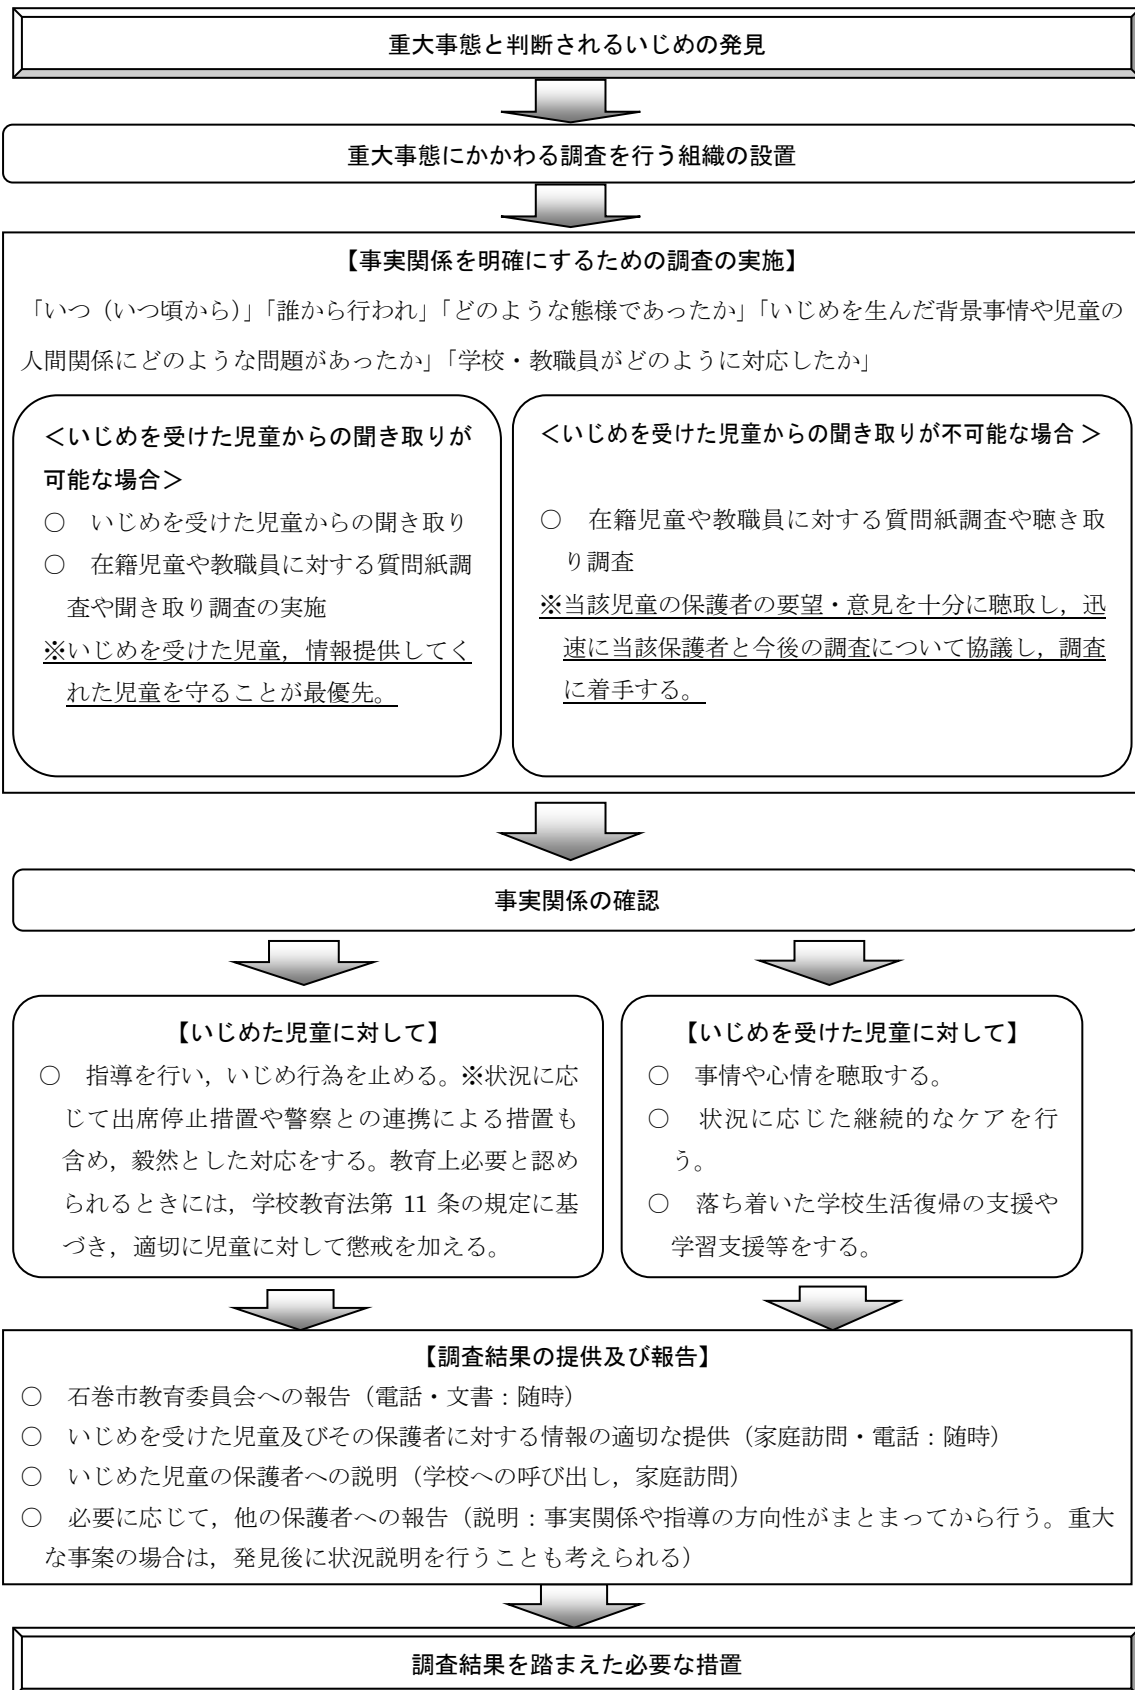 重大事態と判断されるいじめの発見
重大事態にかかわる調査を行う組織の設置
【事実関係を明確にするための調査の実施】
「いつ（いつ頃から）」「誰から行われ」「どのような態様であったか」「いじめを生んだ背景事情や児童の
人間関係にどのような問題があったか」「学校・教職員がどのように対応したか」
＜いじめを受けた児童からの聞き取りが
可能な場合＞
○　いじめを受けた児童からの聞き取り
○　在籍児童や教職員に対する質問紙調
査や聞き取り調査の実施
※いじめを受けた児童，情報提供してく
れた児童を守ることが最優先。
＜いじめを受けた児童からの聞き取りが不可能な場合 ＞
○　在籍児童や教職員に対する質問紙調査や聴き取
り調査
※当該児童の保護者の要望・意見を十分に聴取し，迅
速に当該保護者と今後の調査について協議し，調査
に着手する。
事実関係の確認
【いじめた児童に対して】
○　指導を行い，いじめ行為を止める。※状況に応
じて出席停止措置や警察との連携による措置も
含め，毅然とした対応をする。教育上必要と認め
られるときには，学校教育法第 11 条の規定に基
づき，適切に児童に対して懲戒を加える。
【いじめを受けた児童に対して】
○　事情や心情を聴取する。
○　状況に応じた継続的なケアを行
う。
○　落ち着いた学校生活復帰の支援や
学習支援等をする。
【調査結果の提供及び報告】
○　石巻市教育委員会への報告（電話・文書：随時）
○　いじめを受けた児童及びその保護者に対する情報の適切な提供（家庭訪問・電話：随時）
○　いじめた児童の保護者への説明（学校への呼び出し，家庭訪問）
○　必要に応じて，他の保護者への報告（説明：事実関係や指導の方向性がまとまってから行う。重大
な事案の場合は，発見後に状況説明を行うことも考えられる）
調査結果を踏まえた必要な措置